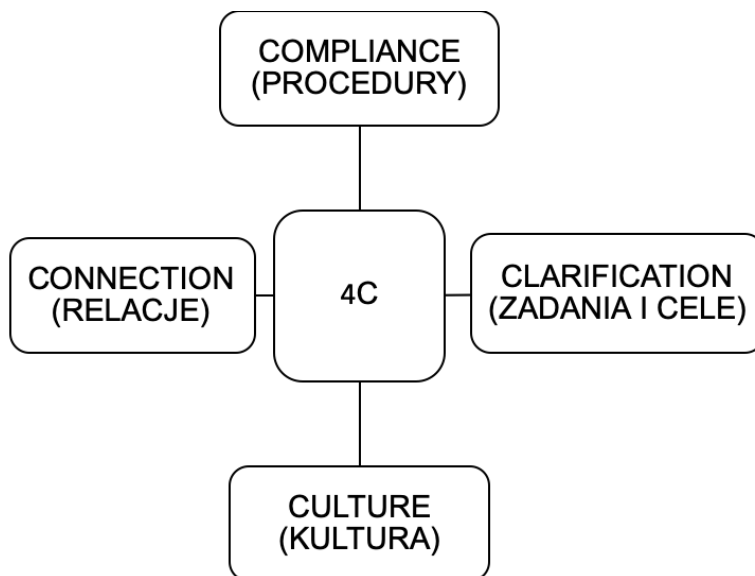 COMPLIANCE
(PROCEDURY)
CONNECTION
(RELACJE)
4C
CLARIFICATION
(ZADANIA I CELE)
CULTURE
(KULTURA)